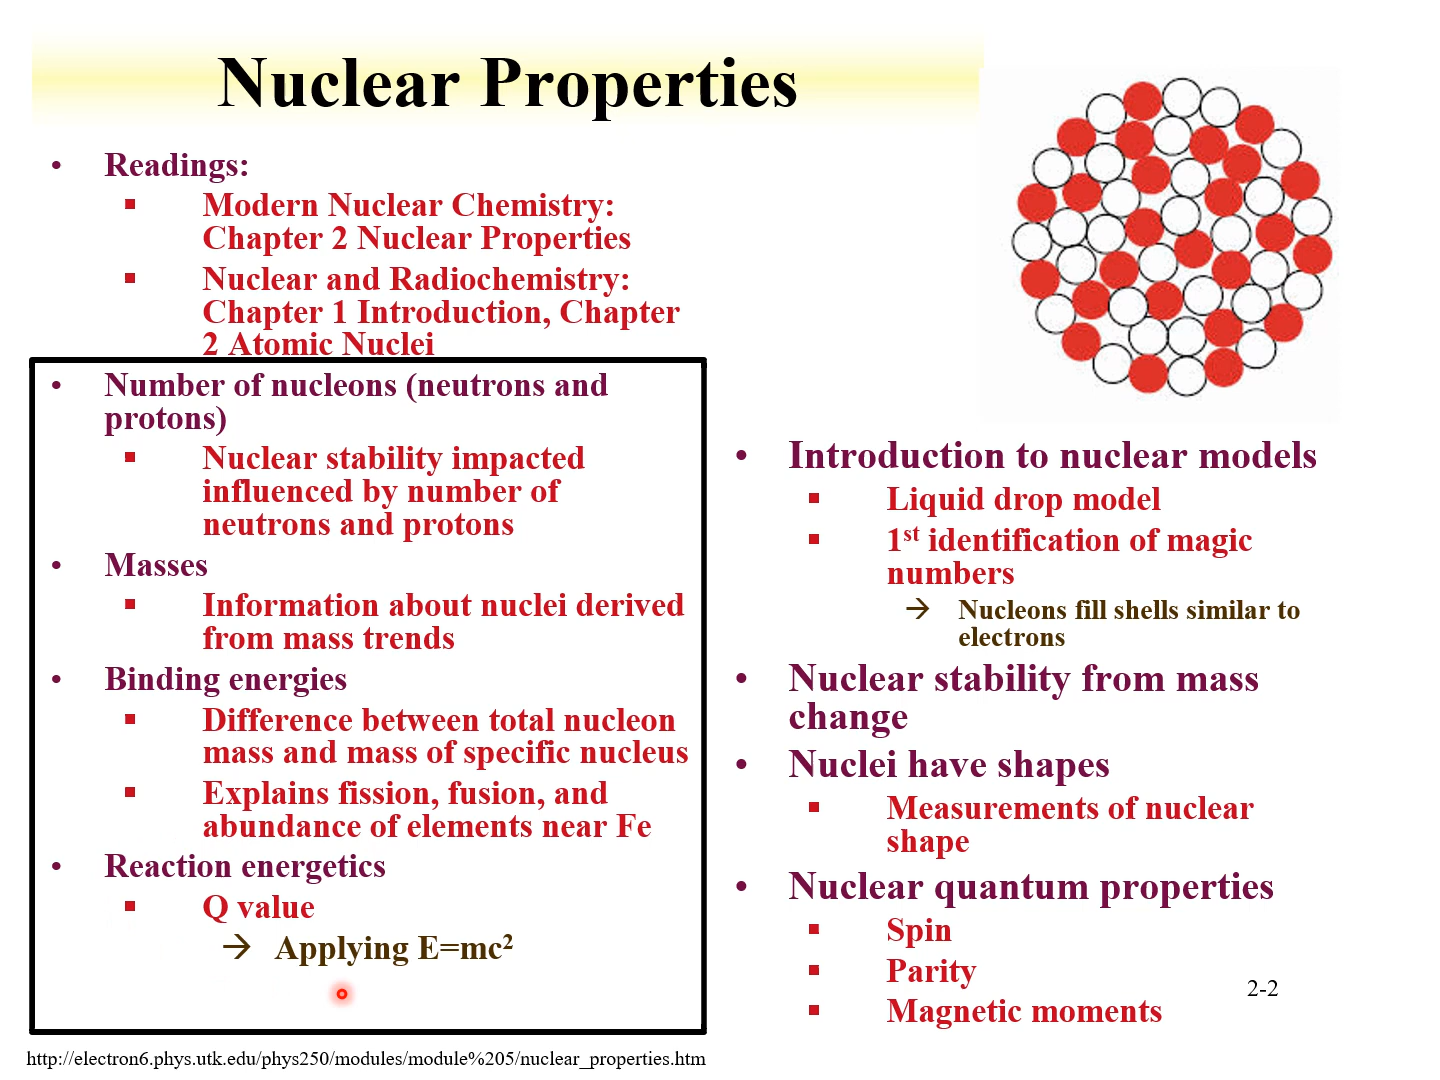 Nuclear Properties
• Readings:
▪ Modern Nuclear Chemistry:
Chapter 2 Nuclear Properties
▪ Nuclear and Radiochemistry:
Chapter 1 Introduction, Chapter
2 Atomic Nuclei
• Number of nucleons (neutrons and
protons)
▪ Nuclear stability impacted
influenced by number of
neutrons and protons
• Masses
▪ Information about nuclei derived
from mass trends
• Binding energies
▪ Difference between total nucleon
mass and mass of specific nucleus
▪ Explains fission, fusion, and
abundance of elements near Fe
• Reaction energetics
▪ Q value
→ Applying E=mc²
• Introduction to nuclear models
▪ Liquid drop model
▪ 1st identification of magic
numbers
→ Nucleons fill shells similar to
electrons
• Nuclear stability from mass
change
• Nuclei have shapes
▪ Measurements of nuclear
shape
• Nuclear quantum properties
▪ Spin
▪ Parity
▪ Magnetic moments
2-2
http://electron6.phys.utk.edu/phys250/modules/module%205/nuclear_properties.htm